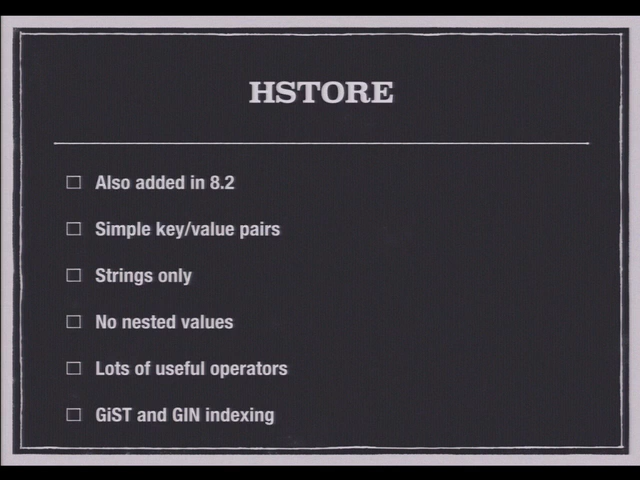 HSTORE
Also added in 8.2
Simple key/value pairs
Strings only
No nested values
Lots of useful operators
GiST and GIN indexing